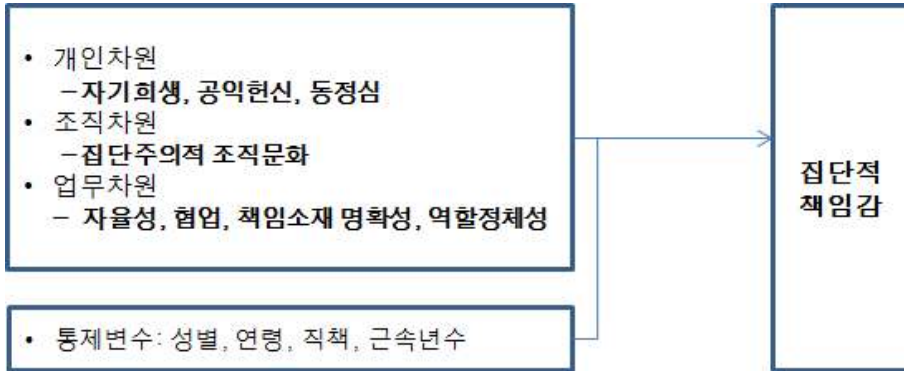 • 개인차원
–자기희생, 공익헌신, 동정심
• 조직차원
–집단주의적 조직문화
• 업무차원
– 자율성, 협업, 책임소재 명확성, 역할정체성
집단적
책임감
• 통제변수: 성별, 연령, 직책, 근속년수